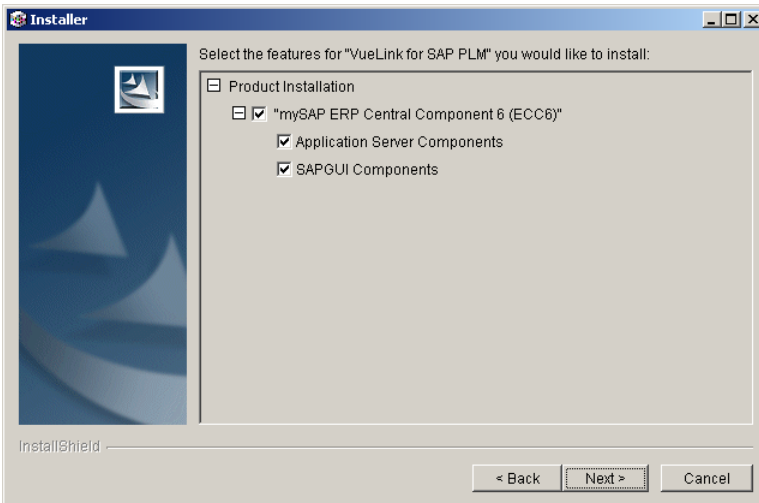 Installer
Select the features for "VueLink for SAP PLM" you would like to install:
Product Installation
"mySAP ERP Central Component 6 (ECC6)"
Application Server Components
SAPGUI Components
InstallShield
< Back Next > Cancel